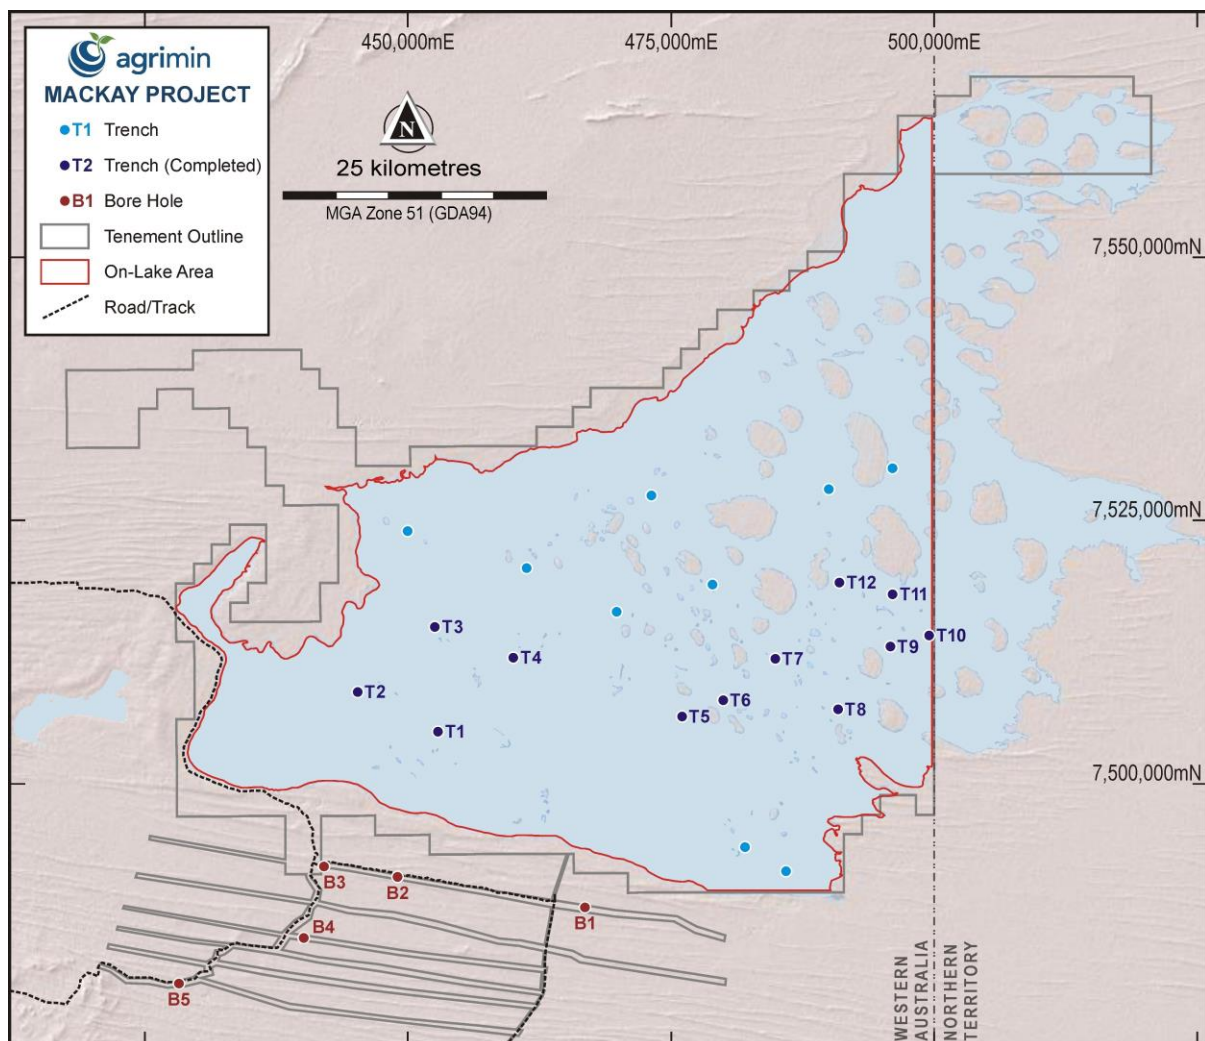 agrimin
MACKAY PROJECT
T1 Trench
T2 Trench (Completed)
B1 Bore Hole
Tenement Outline
On-Lake Area
Road/Track
450,000mE
475,000mE
500,000mE
N
25 kilometres
MGA Zone 51 (GDA94)
7,550,000mN
7,525,000mN
7,500,000mN
T12
T11
T10
T9
T3
T4
T7
T2
T6
T5
T8
T1
B3
B2
B1
B4
B5
WESTERN
AUSTRALIA
NORTHERN
TERRITORY